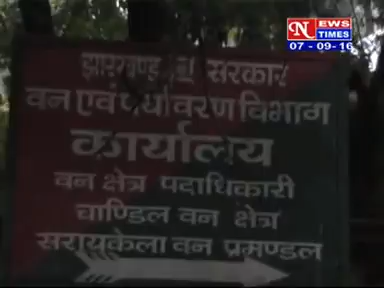 NEWS
TIMES
07-09-16
झारखण्ड सरकार
वन एवं पर्यावरण विभाग
कार्यालय
वन क्षेत्र पदाधिकारी
चाण्डिल वन क्षेत्र
सरायकेला वन प्रमण्डल